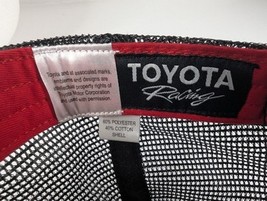 Toyota and all associated marks,
emblems and designs are
intellectual property rights of
Toyota Motor Corporation
and used with permission
TOYOTA
Racing
60% POLYESTER
40% COTTON
SHELL